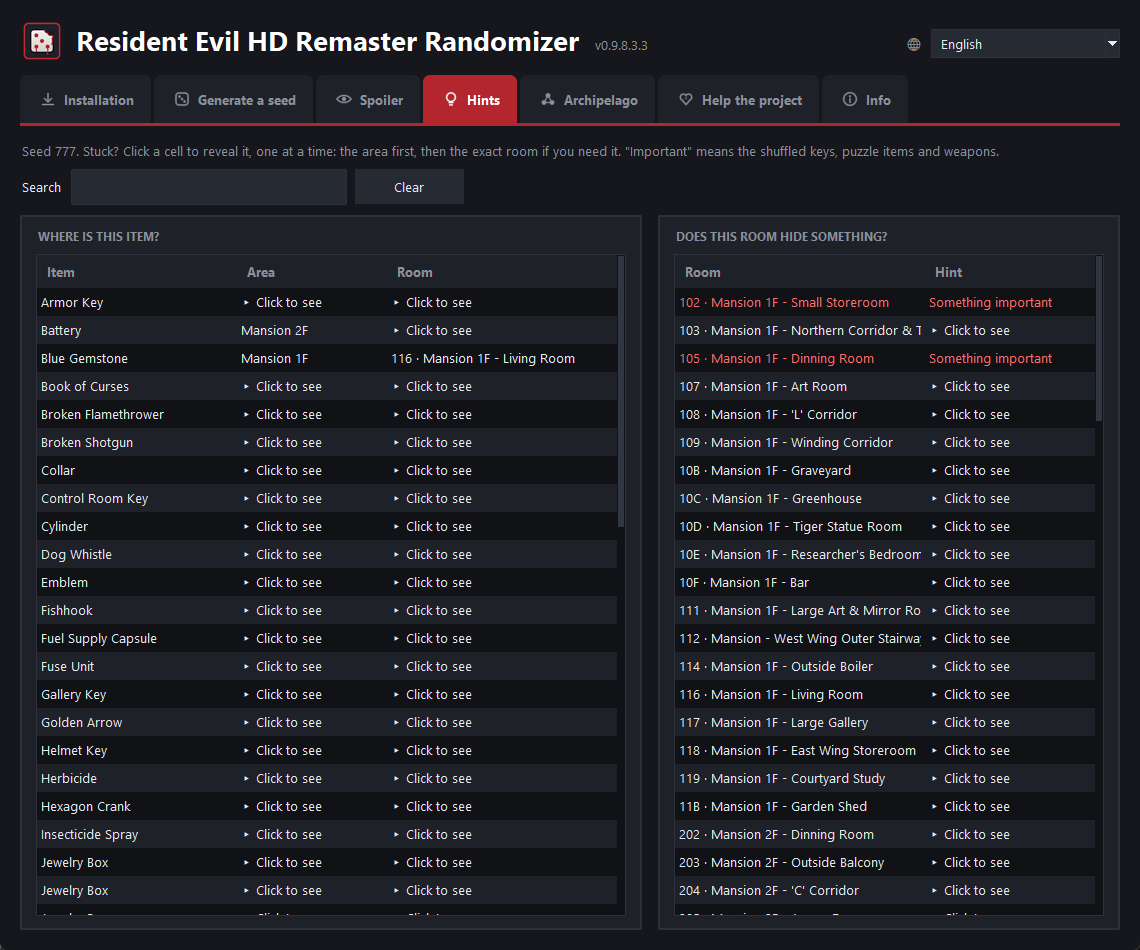 Resident Evil HD Remaster Randomizer v0.9.8.3.3
English
Installation Generate a seed Spoiler Hints Archipelago Help the project Info
Seed 777. Stuck? Click a cell to reveal it, one at a time: the area first, then the exact room if you need it. "Important" means the shuffled keys, puzzle items and weapons.
Search Clear
WHERE IS THIS ITEM?
Item Area Room
Armor Key ‣ Click to see ‣ Click to see
Battery Mansion 2F ‣ Click to see
Blue Gemstone Mansion 1F 116 · Mansion 1F - Living Room
Book of Curses ‣ Click to see ‣ Click to see
Broken Flamethrower ‣ Click to see ‣ Click to see
Broken Shotgun ‣ Click to see ‣ Click to see
Collar ‣ Click to see ‣ Click to see
Control Room Key ‣ Click to see ‣ Click to see
Cylinder ‣ Click to see ‣ Click to see
Dog Whistle ‣ Click to see ‣ Click to see
Emblem ‣ Click to see ‣ Click to see
Fishhook ‣ Click to see ‣ Click to see
Fuel Supply Capsule ‣ Click to see ‣ Click to see
Fuse Unit ‣ Click to see ‣ Click to see
Gallery Key ‣ Click to see ‣ Click to see
Golden Arrow ‣ Click to see ‣ Click to see
Helmet Key ‣ Click to see ‣ Click to see
Herbicide ‣ Click to see ‣ Click to see
Hexagon Crank ‣ Click to see ‣ Click to see
Insecticide Spray ‣ Click to see ‣ Click to see
Jewelry Box ‣ Click to see ‣ Click to see
Jewelry Box ‣ Click to see ‣ Click to see
DOES THIS ROOM HIDE SOMETHING?
Room Hint
102 · Mansion 1F - Small Storeroom Something important
103 · Mansion 1F - Northern Corridor & T ‣ Click to see
105 · Mansion 1F - Dinning Room Something important
107 · Mansion 1F - Art Room ‣ Click to see
108 · Mansion 1F - 'L' Corridor ‣ Click to see
109 · Mansion 1F - Winding Corridor ‣ Click to see
10B · Mansion 1F - Graveyard ‣ Click to see
10C · Mansion 1F - Greenhouse ‣ Click to see
10D · Mansion 1F - Tiger Statue Room ‣ Click to see
10E · Mansion 1F - Researcher's Bedroom ‣ Click to see
10F · Mansion 1F - Bar ‣ Click to see
111 · Mansion 1F - Large Art & Mirror Ro ‣ Click to see
112 · Mansion - West Wing Outer Stairwa ‣ Click to see
114 · Mansion 1F - Outside Boiler ‣ Click to see
116 · Mansion 1F - Living Room ‣ Click to see
117 · Mansion 1F - Large Gallery ‣ Click to see
118 · Mansion 1F - East Wing Storeroom ‣ Click to see
119 · Mansion 1F - Courtyard Study ‣ Click to see
11B · Mansion 1F - Garden Shed ‣ Click to see
202 · Mansion 2F - Dinning Room ‣ Click to see
203 · Mansion 2F - Outside Balcony ‣ Click to see
204 · Mansion 2F - 'C' Corridor ‣ Click to see